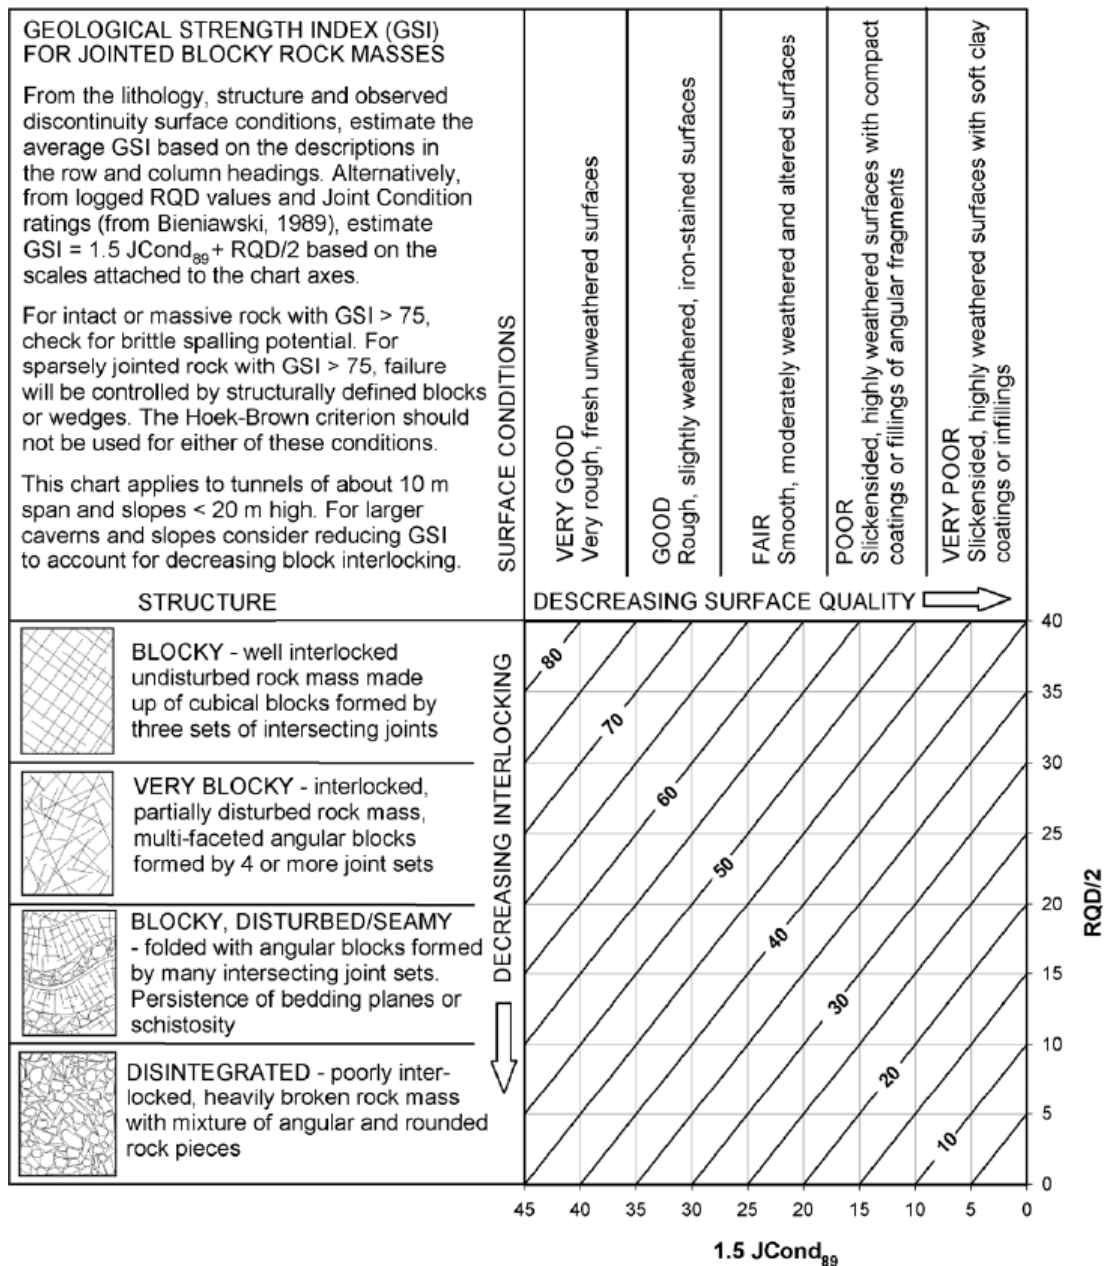 GEOLOGICAL STRENGTH INDEX (GSI)
FOR JOINTED BLOCKY ROCK MASSES
From the lithology, structure and observed
discontinuity surface conditions, estimate the
average GSI based on the descriptions in
the row and column headings. Alternatively,
from logged RQD values and Joint Condition
ratings (from Bieniawski, 1989), estimate
GSI = 1.5 JCond89 + RQD/2 based on the
scales attached to the chart axes.
For intact or massive rock with GSI > 75,
check for brittle spalling potential. For
sparsely jointed rock with GSI > 75, failure
will be controlled by structurally defined blocks
or wedges. The Hoek-Brown criterion should
not be used for either of these conditions.
This chart applies to tunnels of about 10 m
span and slopes < 20 m high. For larger
caverns and slopes consider reducing GSI
to account for decreasing block interlocking.
SURFACE CONDITIONS
VERY GOOD
Very rough, fresh unweathered surfaces
GOOD
Rough, slightly weathered, iron-stained surfaces
FAIR
Smooth, moderately weathered and altered surfaces
POOR
Slickensided, highly weathered surfaces with compact
coatings or fillings of angular fragments
VERY POOR
Slickensided, highly weathered surfaces with soft clay
coatings or infillings
STRUCTURE
DESCREASING SURFACE QUALITY
BLOCKY - well interlocked
undisturbed rock mass made
up of cubical blocks formed by
three sets of intersecting joints
VERY BLOCKY - interlocked,
partially disturbed rock mass,
multi-faceted angular blocks
formed by 4 or more joint sets
BLOCKY, DISTURBED/SEAMY
- folded with angular blocks formed
by many intersecting joint sets.
Persistence of bedding planes or
schistosity
DISINTEGRATED - poorly inter-
locked, heavily broken rock mass
with mixture of angular and rounded
rock pieces
DECREASING INTERLOCKING
80
70
60
50
40
30
20
10
40
35
30
25
20
15
10
5
0
RQD/2
45 40 35 30 25 20 15 10 5 0
1.5 JCond89